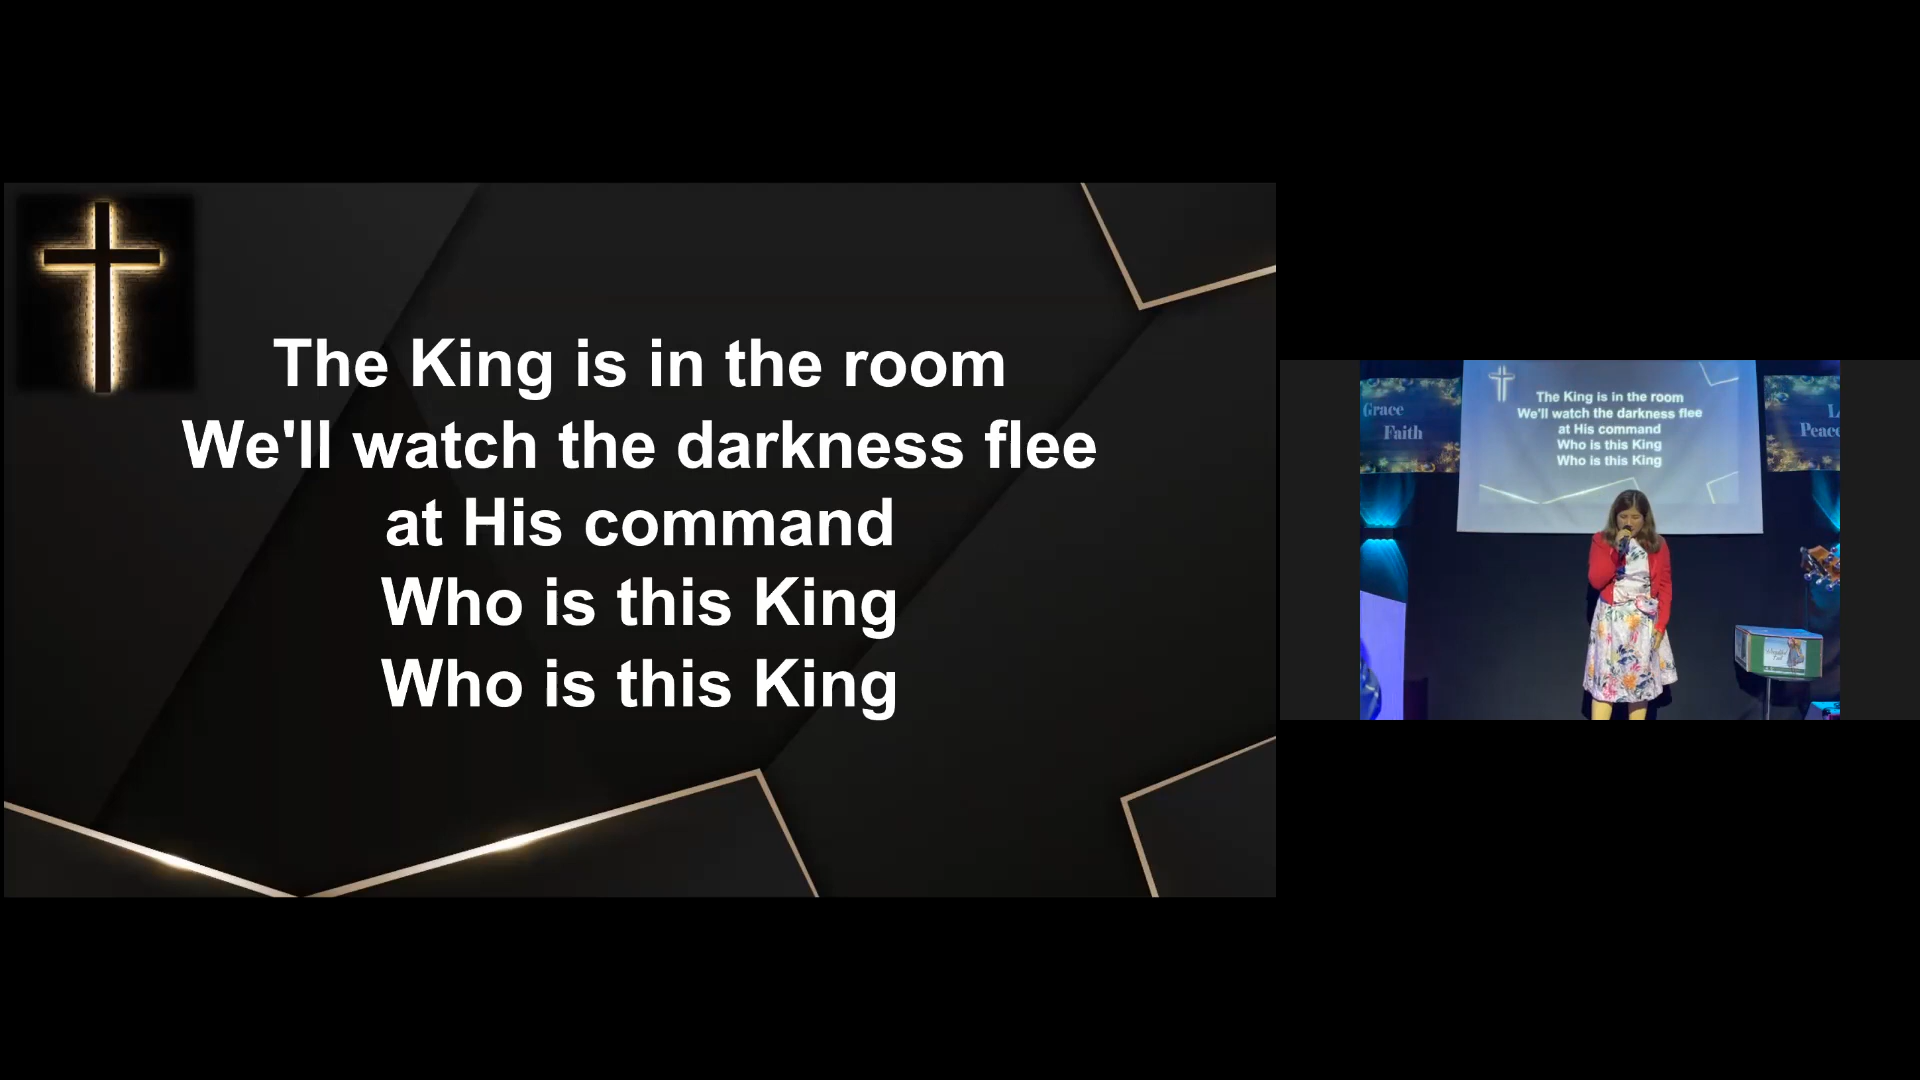 The King is in the room
We'll watch the darkness flee
at His command
Who is this King
Who is this King
Grace
Faith
The King is in the room
We'll watch the darkness flee
at His command
Who is this King
Who is this King
Peace